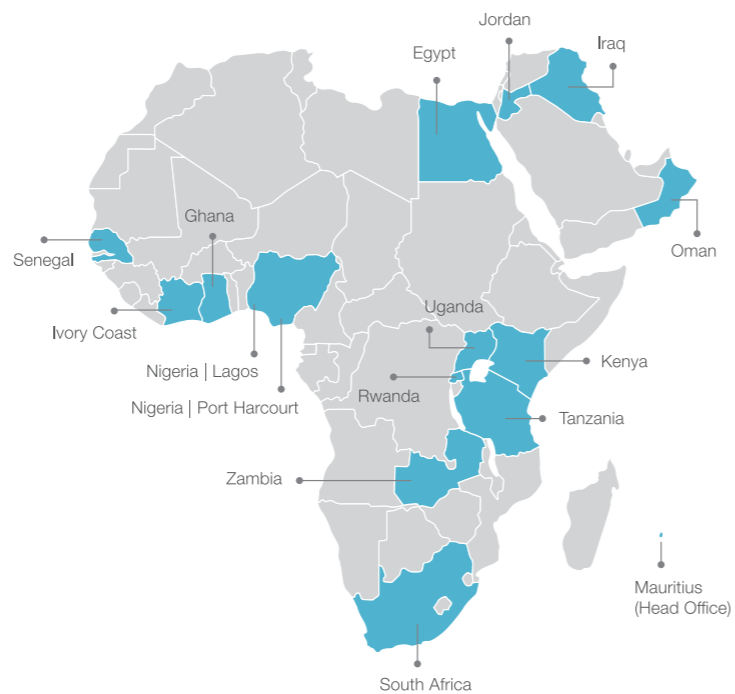 Jordan
Egypt
Iraq
Ghana
Senegal
Oman
Uganda
Ivory Coast
Kenya
Nigeria | Lagos
Rwanda
Nigeria | Port Harcourt
Tanzania
Zambia
Mauritius
(Head Office)
South Africa